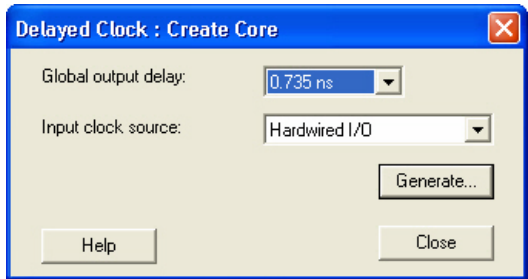 Delayed Clock : Create Core
Global output delay: 0.735 ns
Input clock source: Hardwired I/O
Generate...
Help Close